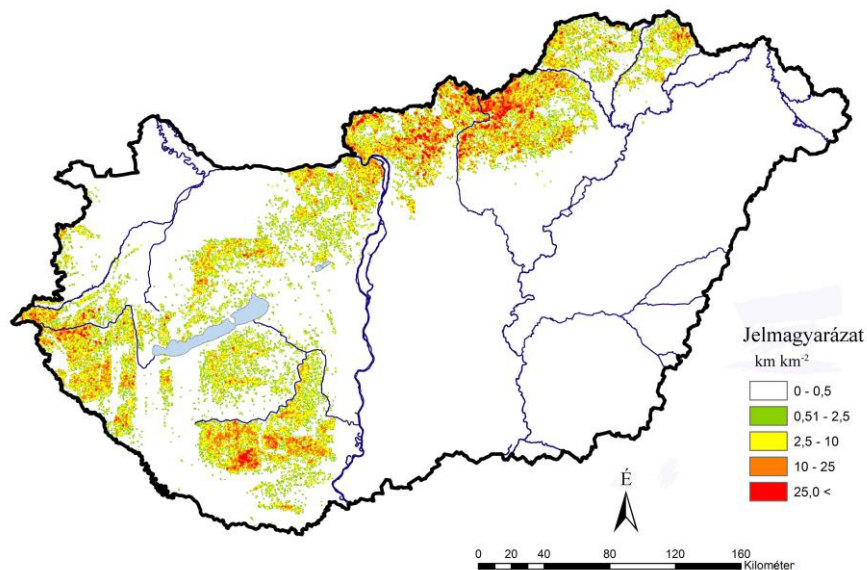 Jelmagyarázat
km km⁻²
0 - 0,5
0,51 - 2,5
2,5 - 10
10 - 25
25,0 <
É
0 20 40 80 120 160
Kilométer